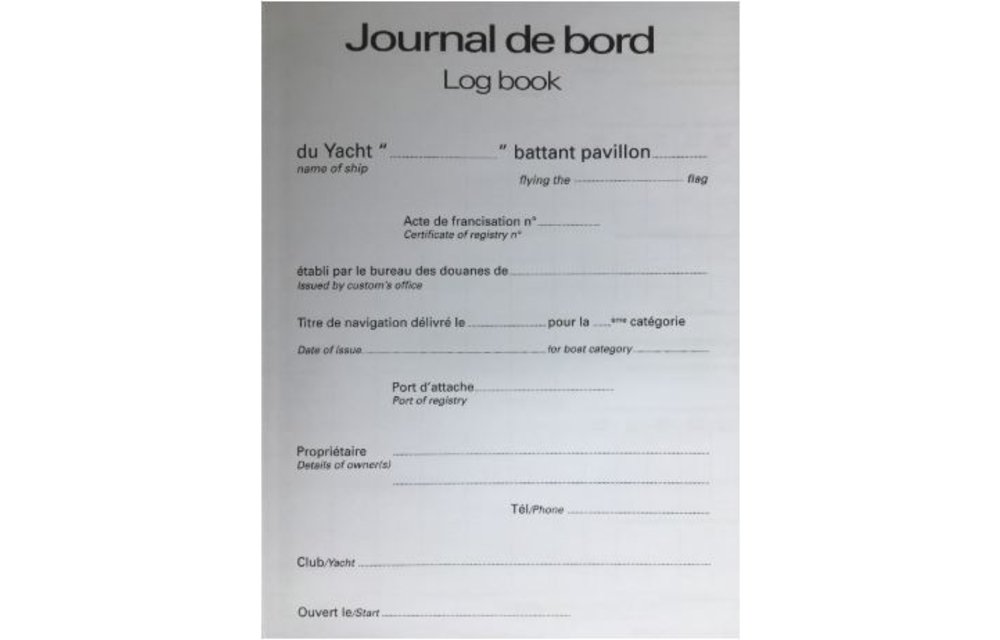 Journal de bord
Log book
du Yacht " " battant pavillon
name of ship
flying the flag
Acte de francisation n°
Certificate of registry n°
établi par le bureau des douanes de
Issued by custom's office
Titre de navigation délivré le pour la ème catégorie
Date of issue for boat category
Port d'attache
Port of registry
Propriétaire
Details of owner(s)
Tél/Phone
Club/Yacht
Ouvert le/Start